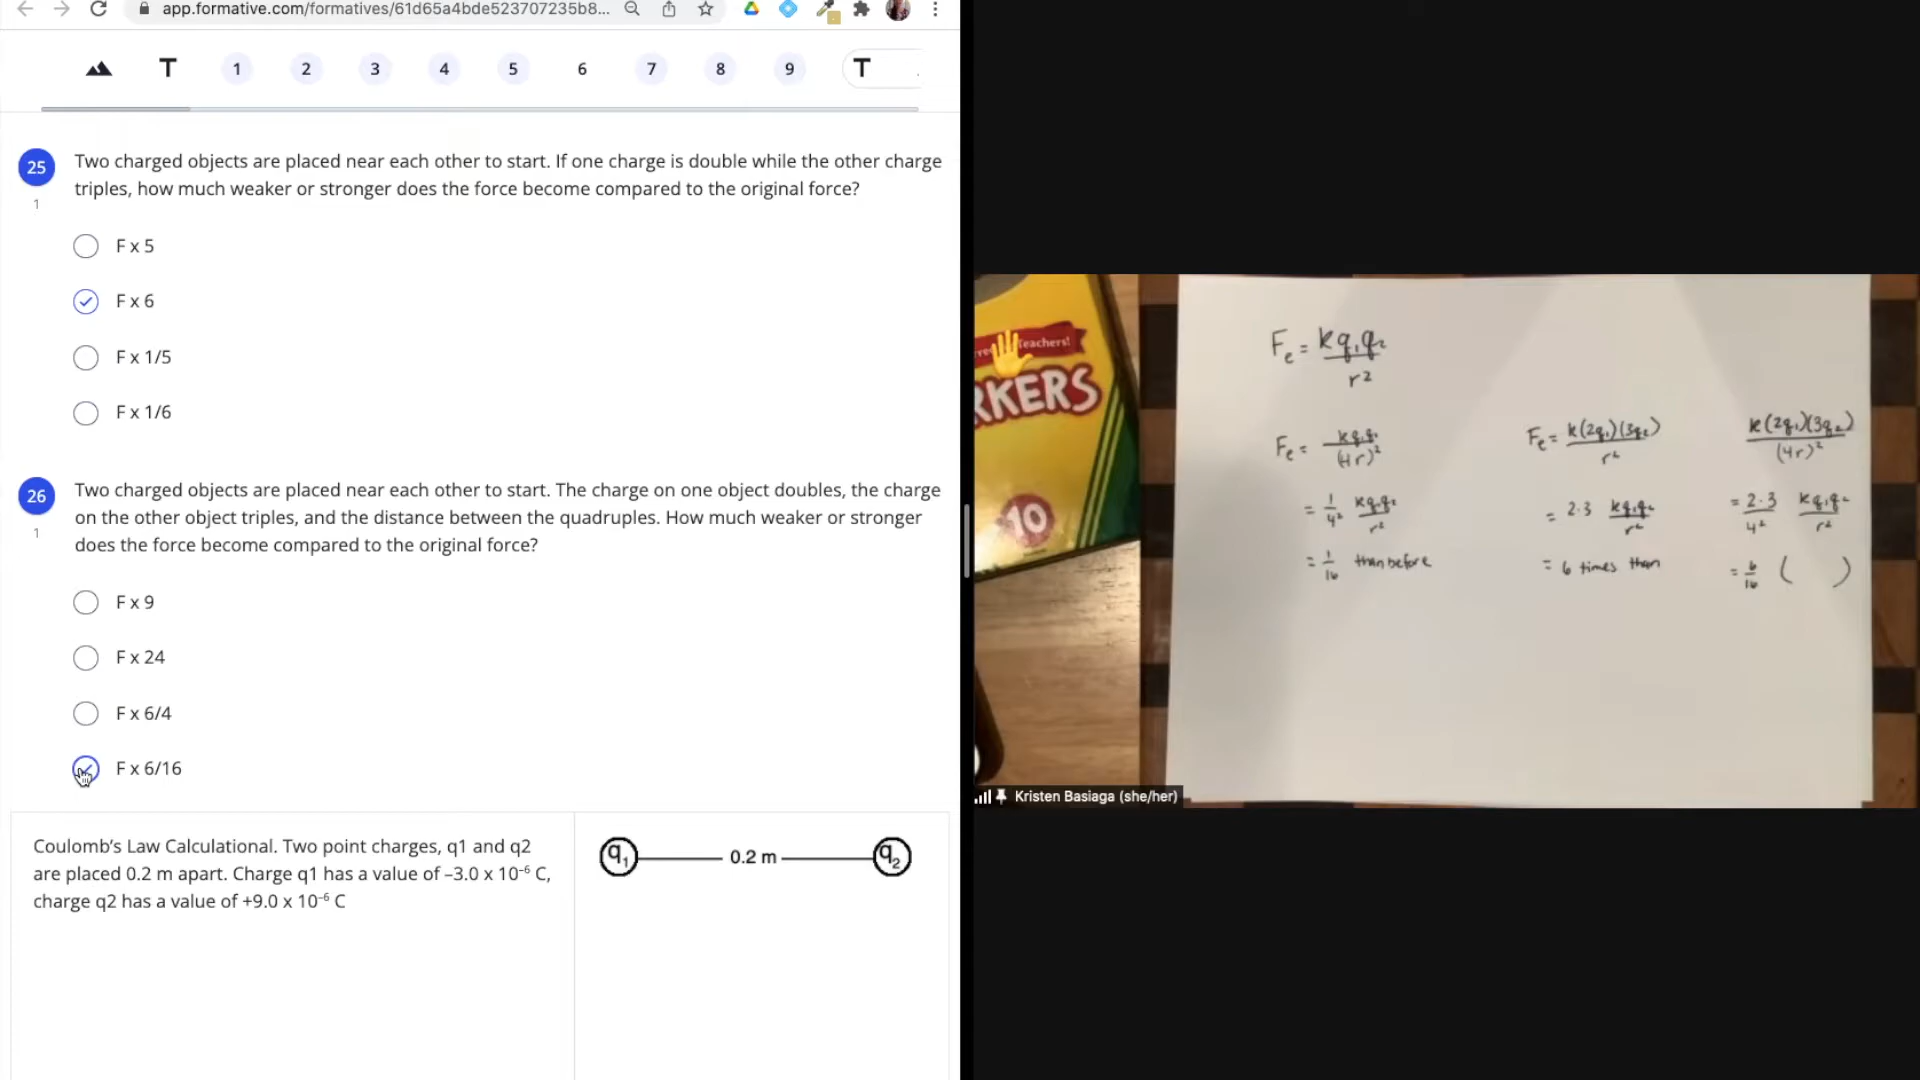 app.formative.com/formatives/61d65a4bde523707235b8...
T 1 2 3 4 5 6 7 8 9 T
25 Two charged objects are placed near each other to start. If one charge is double while the other charge
1 triples, how much weaker or stronger does the force become compared to the original force?
F x 5
F x 6
F x 1/5
F x 1/6
26 Two charged objects are placed near each other to start. The charge on one object doubles, the charge
on the other object triples, and the distance between the quadruples. How much weaker or stronger
1 does the force become compared to the original force?
F x 9
F x 24
F x 6/4
F x 6/16
Coulomb's Law Calculational. Two point charges, q1 and q2
are placed 0.2 m apart. Charge q1 has a value of –3.0 x 10⁻⁶ C,
charge q2 has a value of +9.0 x 10⁻⁶ C
q₁ 0.2 m q₂
Teachers!
RKERS
10
Fe = kq₁q₂ / r²
Fe = kq₁q₂ / (4r)²
= 1/4² kq₁q₂/r²
= 1/16 than before
Fe = k(2q₁)(3q₂) / r²
= 2·3 kq₁q₂/r²
= 6 times than
k(2q₁)(3q₂) / (4r)²
= 2·3/4² kq₁q₂/r²
= 6/16 ( )
Kristen Basiaga (she/her)